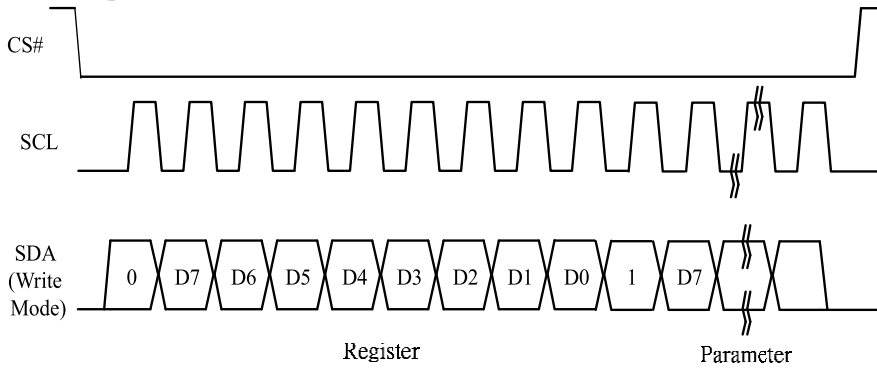 CS#
SCL
SDA
(Write
Mode)
0 D7 D6 D5 D4 D3 D2 D1 D0 1 D7
Register Parameter